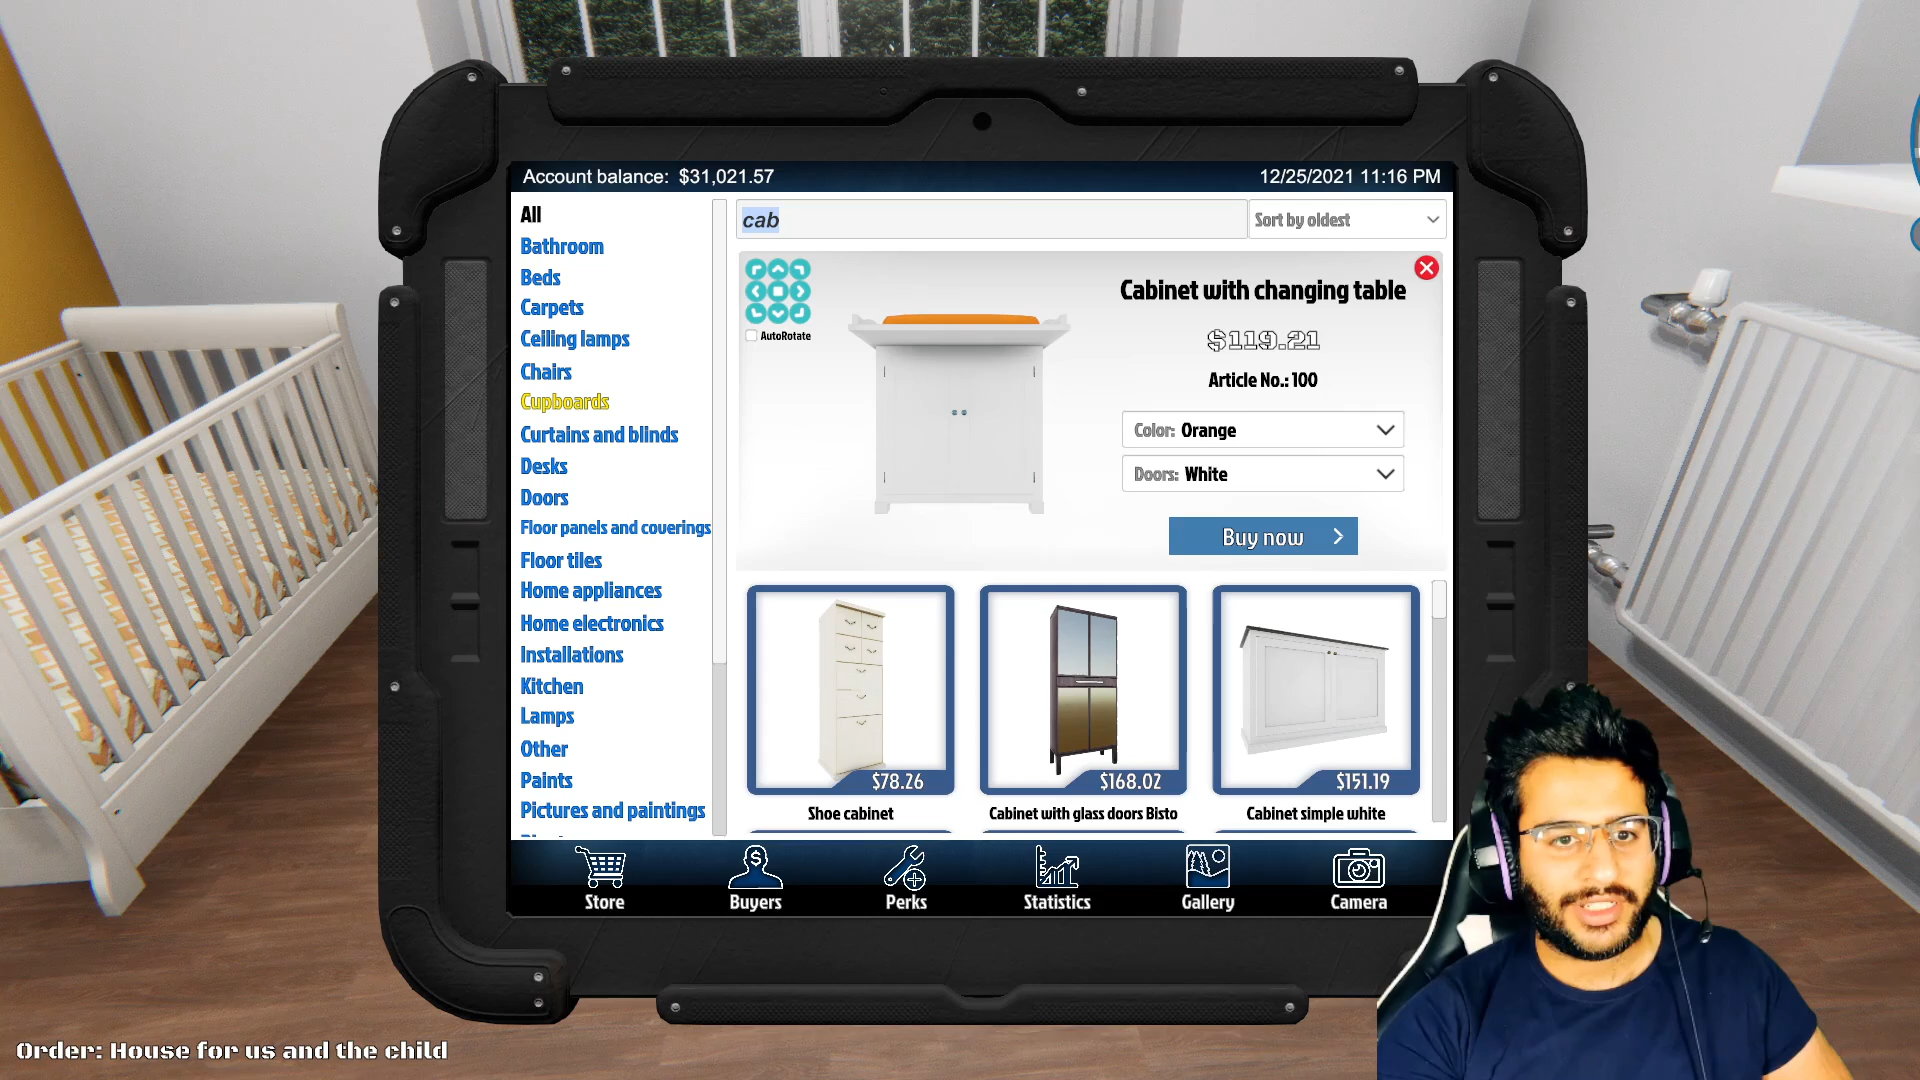 Account balance: $31,021.57
12/25/2021 11:16 PM
All
Bathroom
Beds
Carpets
Ceiling lamps
Chairs
Cupboards
Curtains and blinds
Desks
Doors
Floor panels and coverings
Floor tiles
Home appliances
Home electronics
Installations
Kitchen
Lamps
Other
Paints
Pictures and paintings
cab
Sort by oldest
AutoRotate
Cabinet with changing table
$119.21
Article No.: 100
Color: Orange
Doors: White
Buy now
$78.26
Shoe cabinet
$168.02
Cabinet with glass doors Bisto
$151.19
Cabinet simple white
Store
Buyers
Perks
Statistics
Gallery
Camera
Order: House for us and the child